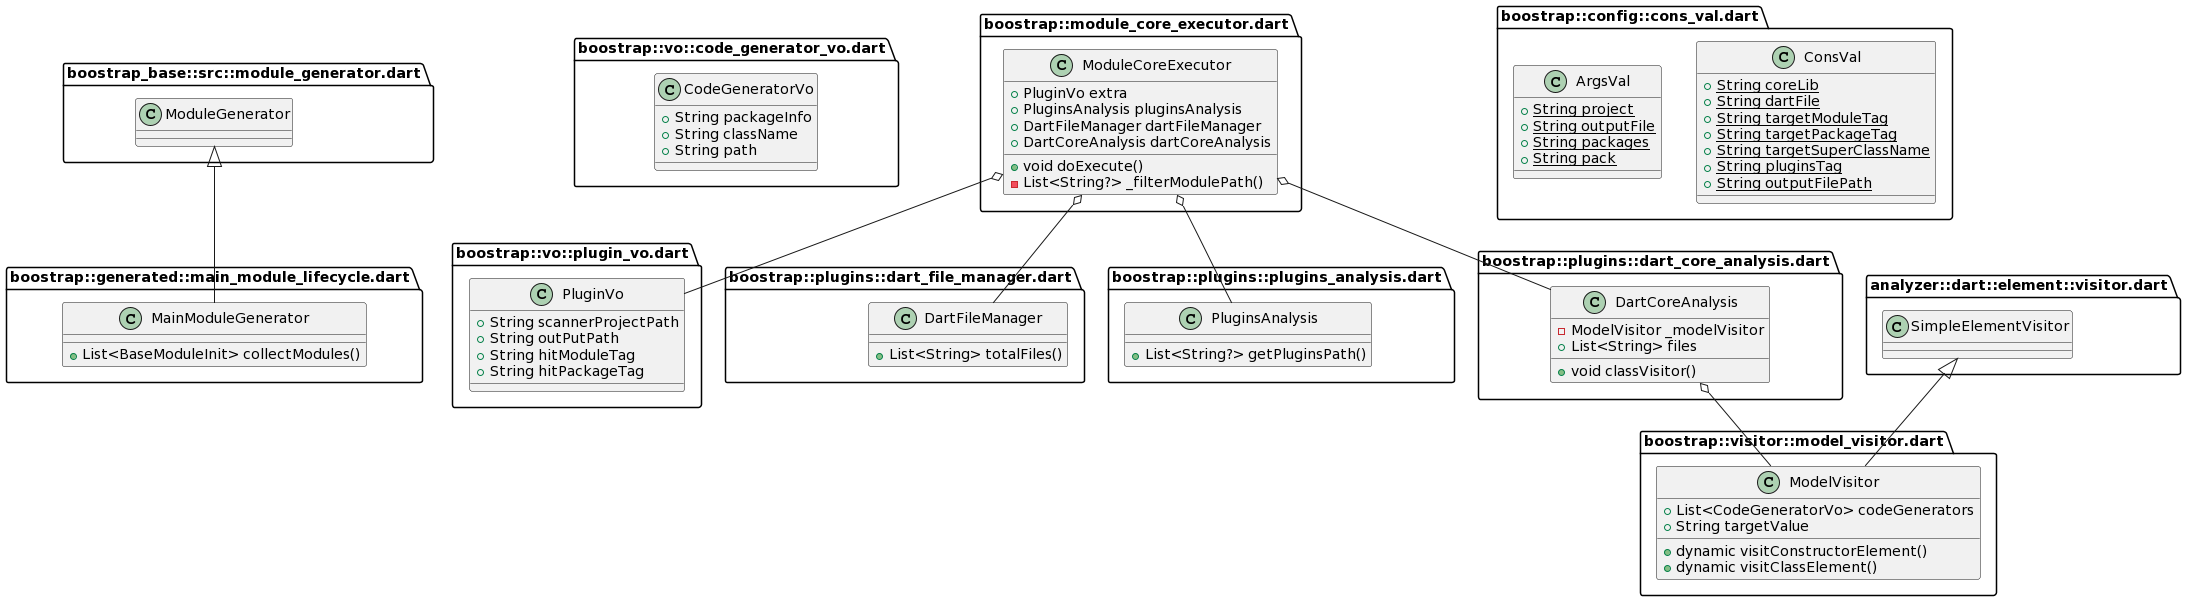 boostrap_base::src::module_generator.dart
C ModuleGenerator
boostrap::vo::code_generator_vo.dart
C CodeGeneratorVo
String packageInfo
String className
String path
boostrap::module_core_executor.dart
C ModuleCoreExecutor
PluginVo extra
PluginsAnalysis pluginsAnalysis
DartFileManager dartFileManager
DartCoreAnalysis dartCoreAnalysis
void doExecute()
List<String?> _filterModulePath()
boostrap::config::cons_val.dart
C ArgsVal
String project
String outputFile
String packages
String pack
C ConsVal
String coreLib
String dartFile
String targetModuleTag
String targetPackageTag
String targetSuperClassName
String pluginsTag
String outputFilePath
boostrap::generated::main_module_lifecycle.dart
C MainModuleGenerator
List<BaseModuleInit> collectModules()
boostrap::vo::plugin_vo.dart
C PluginVo
String scannerProjectPath
String outPutPath
String hitModuleTag
String hitPackageTag
boostrap::plugins::dart_file_manager.dart
C DartFileManager
List<String> totalFiles()
boostrap::plugins::plugins_analysis.dart
C PluginsAnalysis
List<String?> getPluginsPath()
boostrap::plugins::dart_core_analysis.dart
C DartCoreAnalysis
ModelVisitor _modelVisitor
List<String> files
void classVisitor()
analyzer::dart::element::visitor.dart
C SimpleElementVisitor
boostrap::visitor::model_visitor.dart
C ModelVisitor
List<CodeGeneratorVo> codeGenerators
String targetValue
dynamic visitConstructorElement()
dynamic visitClassElement()